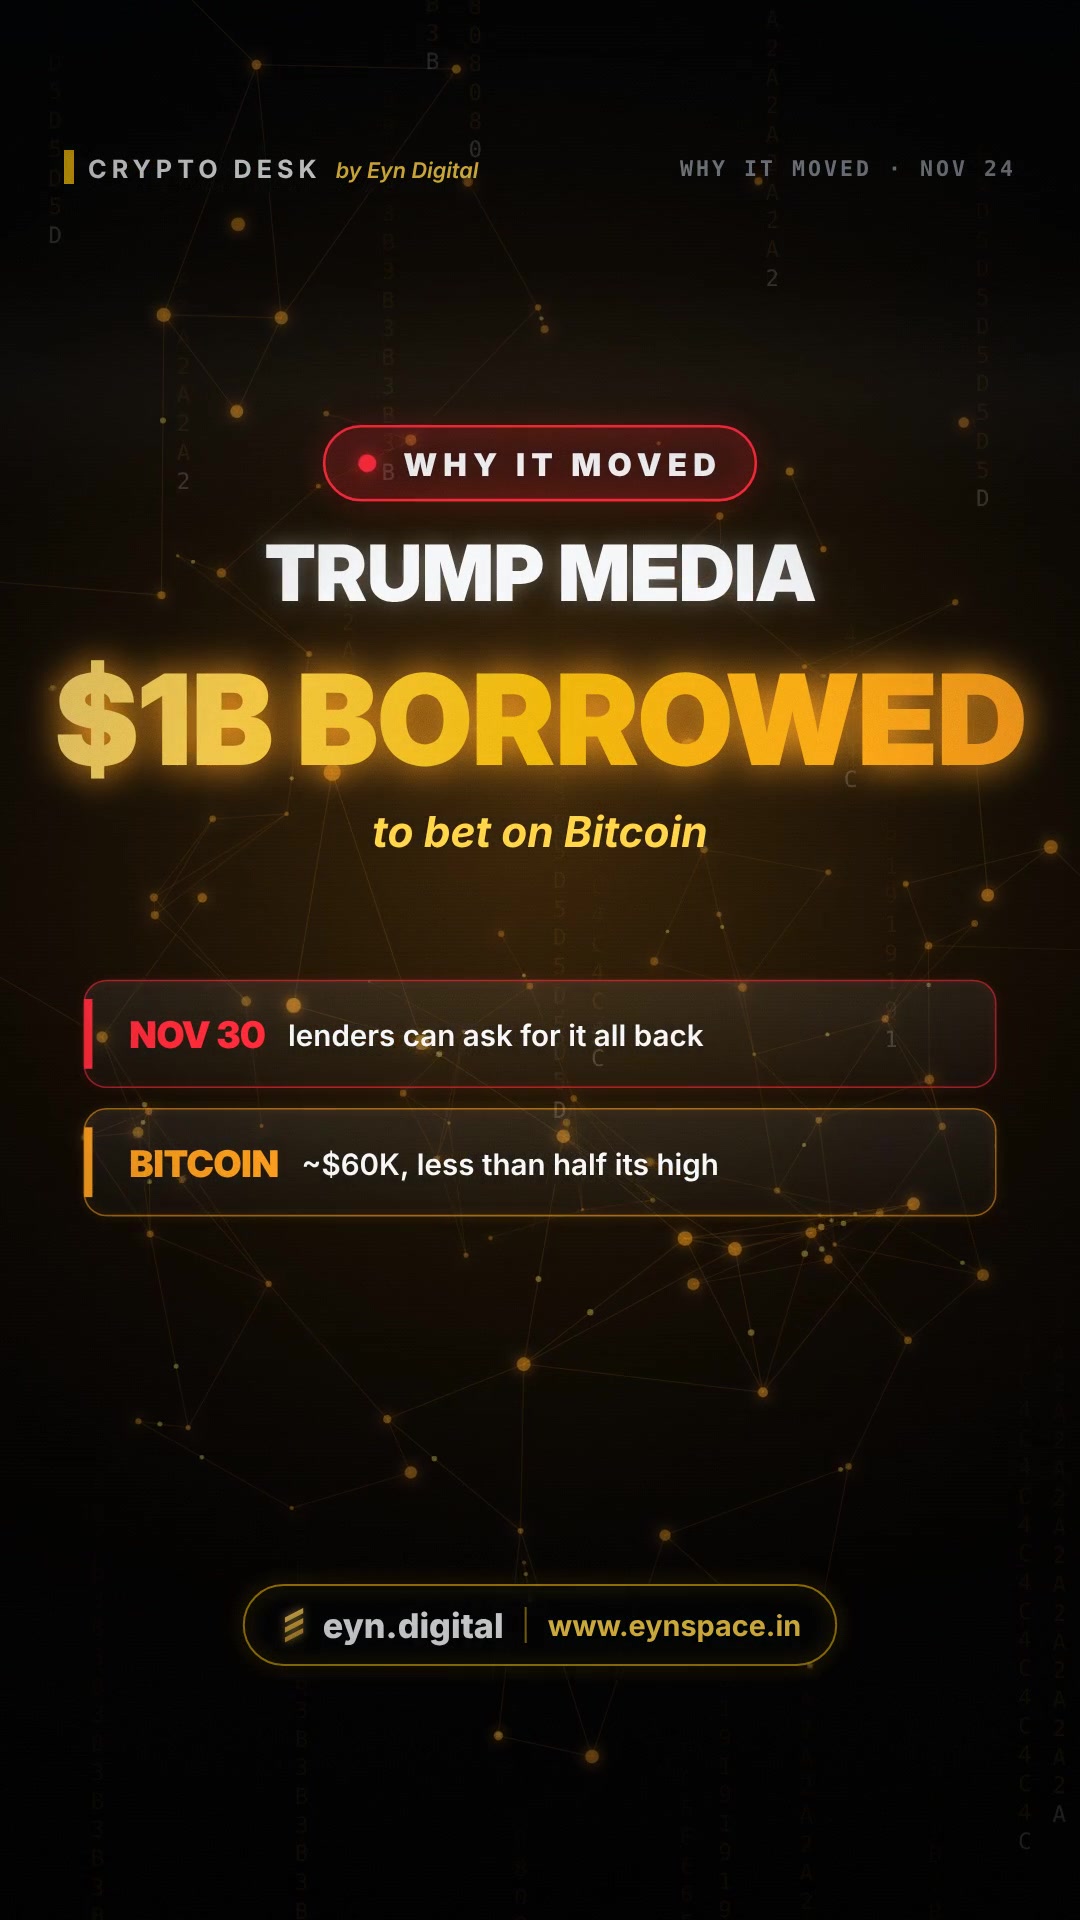 CRYPTO DESK by Eyn Digital
WHY IT MOVED · NOV 24
WHY IT MOVED
TRUMP MEDIA
$1B BORROWED
to bet on Bitcoin
NOV 30 lenders can ask for it all back
BITCOIN ~$60K, less than half its high
eyn.digital | www.eynspace.in